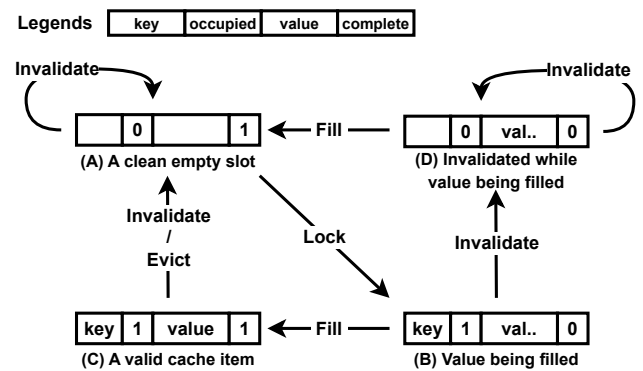 Legends key occupied value complete
Invalidate Invalidate
0 1 Fill 0 val.. 0
(A) A clean empty slot
(D) Invalidated while
value being filled
Invalidate
/
Evict
Lock
Invalidate
key 1 value 1 Fill key 1 val.. 0
(C) A valid cache item (B) Value being filled